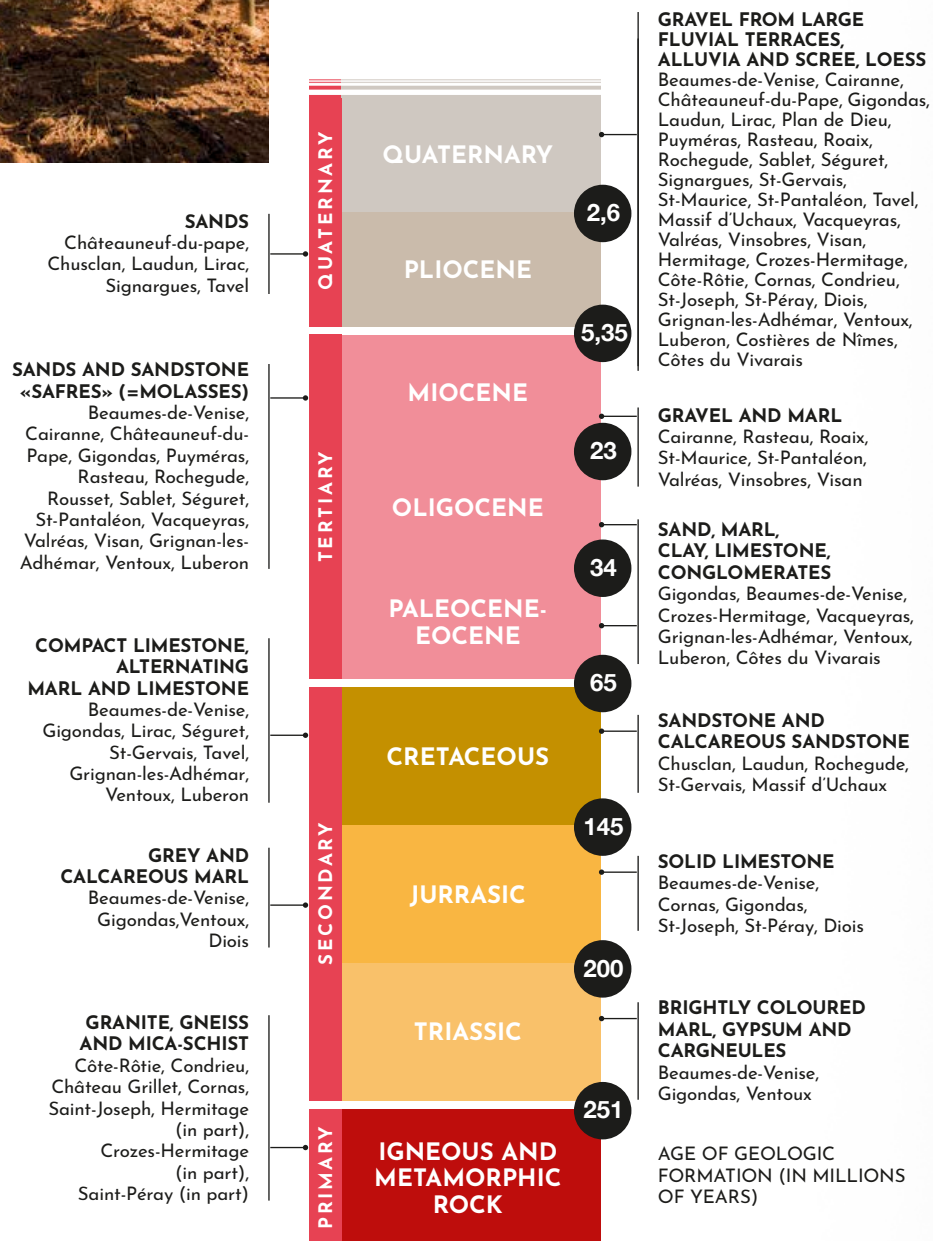 GRAVEL FROM LARGE
FLUVIAL TERRACES,
ALLUVIA AND SCREE, LOESS
Beaumes-de-Venise, Cairanne,
Châteauneuf-du-Pape, Gigondas,
Laudun, Lirac, Plan de Dieu,
Puyméras, Rasteau, Roaix,
Rochegude, Sablet, Séguret,
Signargues, St-Gervais,
St-Maurice, St-Pantaléon, Tavel,
Massif d'Uchaux, Vacqueyras,
Valréas, Vinsobres, Visan,
Hermitage, Crozes-Hermitage,
Côte-Rôtie, Cornas, Condrieu,
St-Joseph, St-Péray, Diois,
Grignan-les-Adhémar, Ventoux,
Luberon, Costières de Nîmes,
Côtes du Vivarais
QUATERNARY
QUATERNARY
2,6
SANDS
Châteauneuf-du-pape,
Chusclan, Laudun, Lirac,
Signargues, Tavel
PLIOCENE
5,35
SANDS AND SANDSTONE
«SAFRES» (=MOLASSES)
Beaumes-de-Venise,
Cairanne, Châteauneuf-du-
Pape, Gigondas, Puyméras,
Rasteau, Rochegude,
Rousset, Sablet, Séguret,
St-Pantaléon, Vacqueyras,
Valréas, Visan, Grignan-les-
Adhémar, Ventoux, Luberon
TERTIARY
MIOCENE
GRAVEL AND MARL
Cairanne, Rasteau, Roaix,
St-Maurice, St-Pantaléon,
Valréas, Vinsobres, Visan
23
OLIGOCENE
SAND, MARL,
CLAY, LIMESTONE,
CONGLOMERATES
Gigondas, Beaumes-de-Venise,
Crozes-Hermitage, Vacqueyras,
Grignan-les-Adhémar, Ventoux,
Luberon, Côtes du Vivarais
34
PALEOCENE-
EOCENE
65
COMPACT LIMESTONE,
ALTERNATING
MARL AND LIMESTONE
Beaumes-de-Venise,
Gigondas, Lirac, Séguret,
St-Gervais, Tavel,
Grignan-les-Adhémar,
Ventoux, Luberon
SECONDARY
CRETACEOUS
SANDSTONE AND
CALCAREOUS SANDSTONE
Chusclan, Laudun, Rochegude,
St-Gervais, Massif d'Uchaux
145
GREY AND
CALCAREOUS MARL
Beaumes-de-Venise,
Gigondas,Ventoux,
Diois
JURRASIC
SOLID LIMESTONE
Beaumes-de-Venise,
Cornas, Gigondas,
St-Joseph, St-Péray, Diois
200
TRIASSIC
BRIGHTLY COLOURED
MARL, GYPSUM AND
CARGNEULES
Beaumes-de-Venise,
Gigondas, Ventoux
251
GRANITE, GNEISS
AND MICA-SCHIST
Côte-Rôtie, Condrieu,
Château Grillet, Cornas,
Saint-Joseph, Hermitage
(in part),
Crozes-Hermitage
(in part),
Saint-Péray (in part)
PRIMARY
IGNEOUS AND
METAMORPHIC
ROCK
AGE OF GEOLOGIC
FORMATION (IN MILLIONS
OF YEARS)